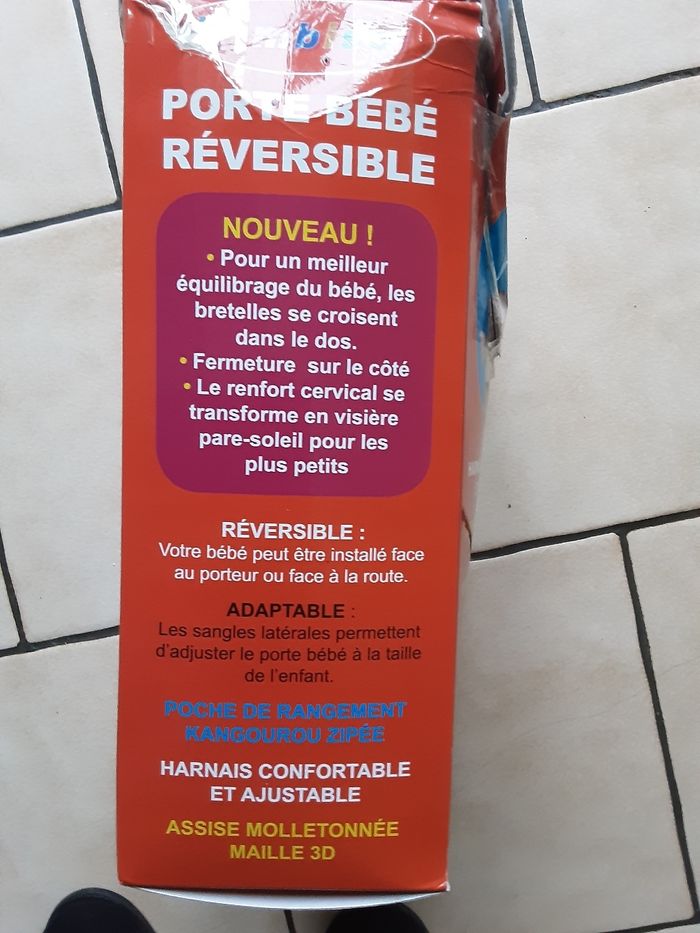 PORTE BÉBÉ
RÉVERSIBLE
NOUVEAU !
• Pour un meilleur
équilibrage du bébé, les
bretelles se croisent
dans le dos.
• Fermeture sur le côté
• Le renfort cervical se
transforme en visière
pare-soleil pour les
plus petits
RÉVERSIBLE :
Votre bébé peut être installé face
au porteur ou face à la route.
ADAPTABLE :
Les sangles latérales permettent
d'adjuster le porte bébé à la taille
de l'enfant.
POCHE DE RANGEMENT
KANGOUROU ZIPÉE
HARNAIS CONFORTABLE
ET AJUSTABLE
ASSISE MOLLETONNÉE
MAILLE 3D